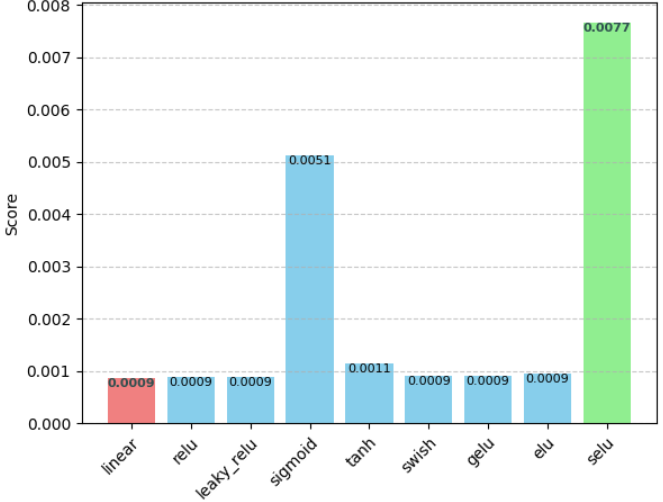 0.008
0.007
0.006
0.005
0.004
0.003
0.002
0.001
0.000
Score
0.0009
0.0009
0.0009
0.0051
0.0011
0.0009
0.0009
0.0009
0.0077
linear
relu
leaky_relu
sigmoid
tanh
swish
gelu
elu
selu